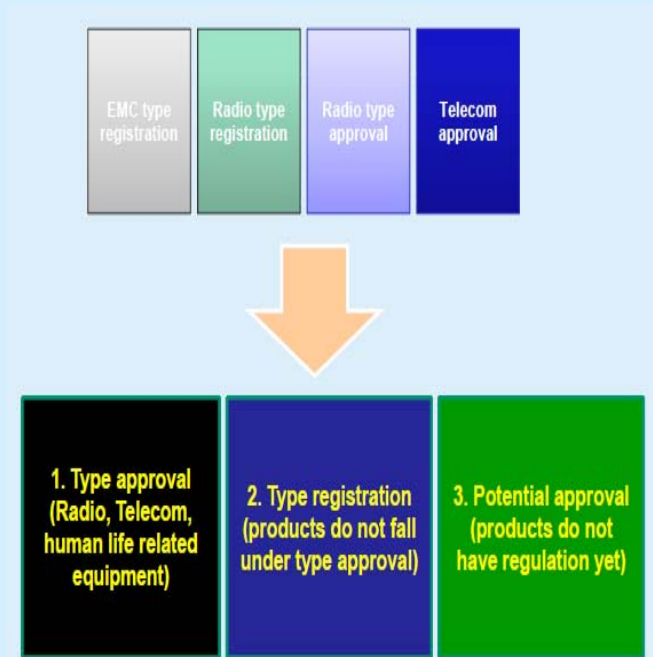 EMC type
registration
Radio type
registration
Radio type
approval
Telecom
approval
1. Type approval
(Radio, Telecom,
human life related
equipment)
2. Type registration
(products do not fall
under type approval)
3. Potential approval
(products do not
have regulation yet)